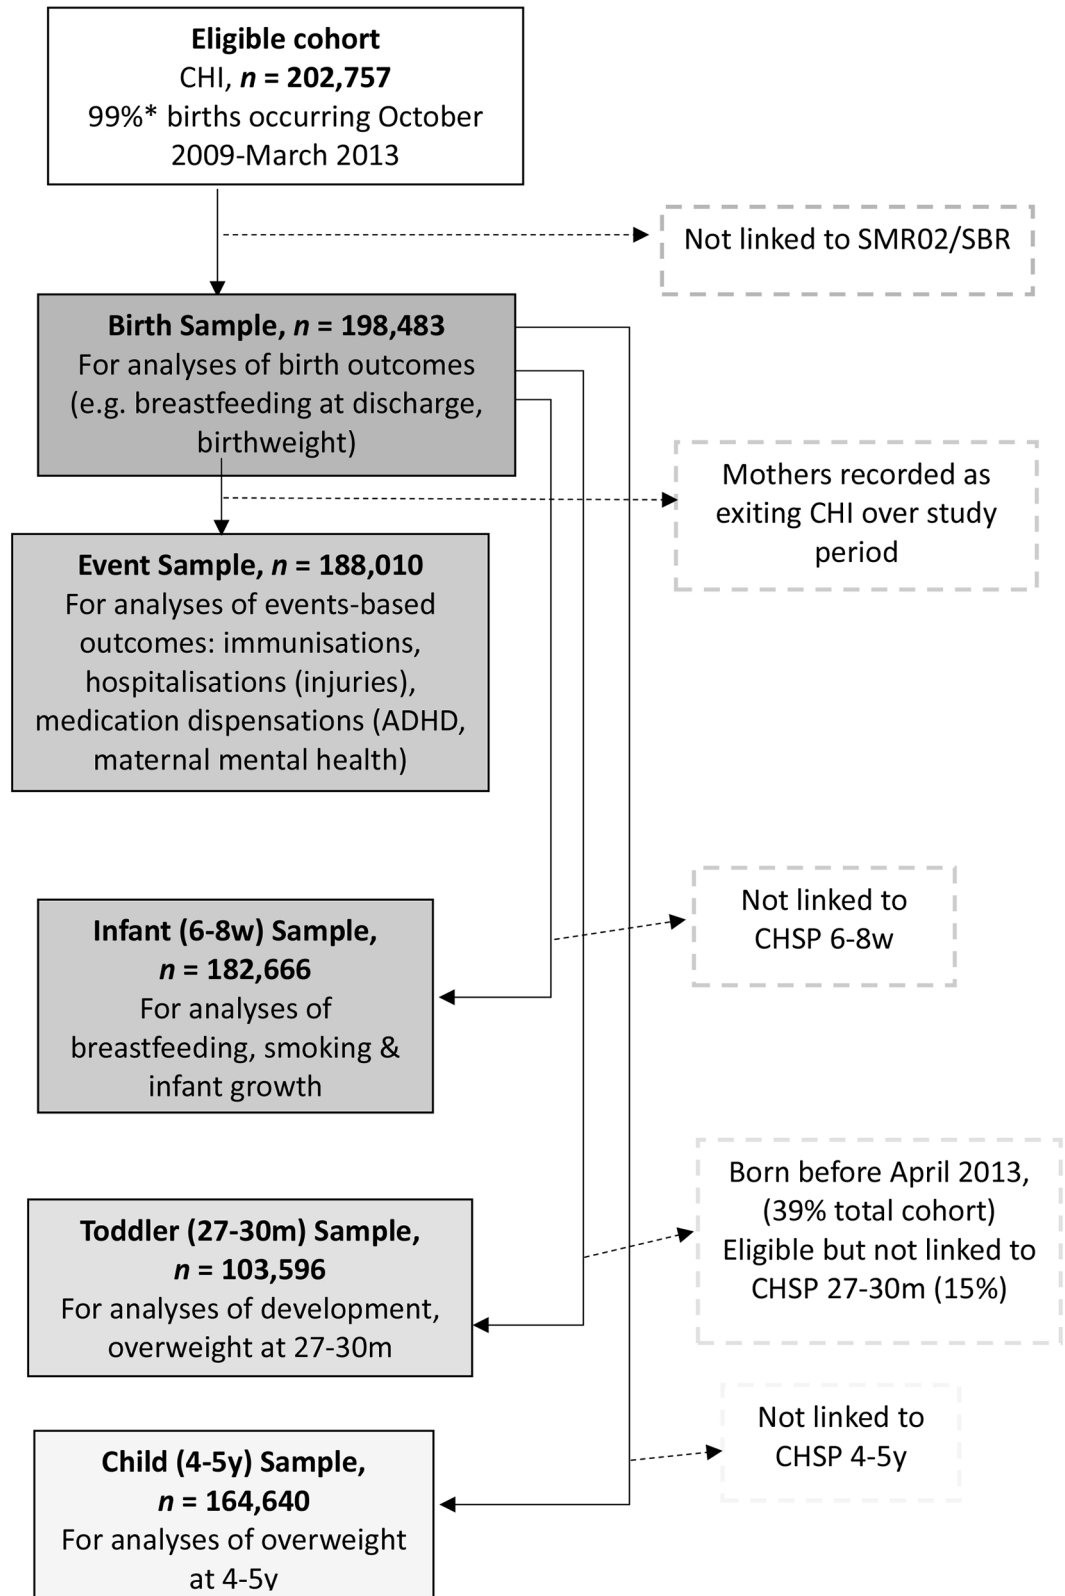 Eligible cohort
CHI, n = 202,757
99%* births occurring October
2009-March 2013
Not linked to SMR02/SBR
Birth Sample, n = 198,483
For analyses of birth outcomes
(e.g. breastfeeding at discharge,
birthweight)
Mothers recorded as
exiting CHI over study
period
Event Sample, n = 188,010
For analyses of events-based
outcomes: immunisations,
hospitalisations (injuries),
medication dispensations (ADHD,
maternal mental health)
Not linked to
CHSP 6-8w
Infant (6-8w) Sample,
n = 182,666
For analyses of
breastfeeding, smoking &
infant growth
Born before April 2013,
(39% total cohort)
Eligible but not linked to
CHSP 27-30m (15%)
Toddler (27-30m) Sample,
n = 103,596
For analyses of development,
overweight at 27-30m
Not linked to
CHSP 4-5y
Child (4-5y) Sample,
n = 164,640
For analyses of overweight
at 4-5y